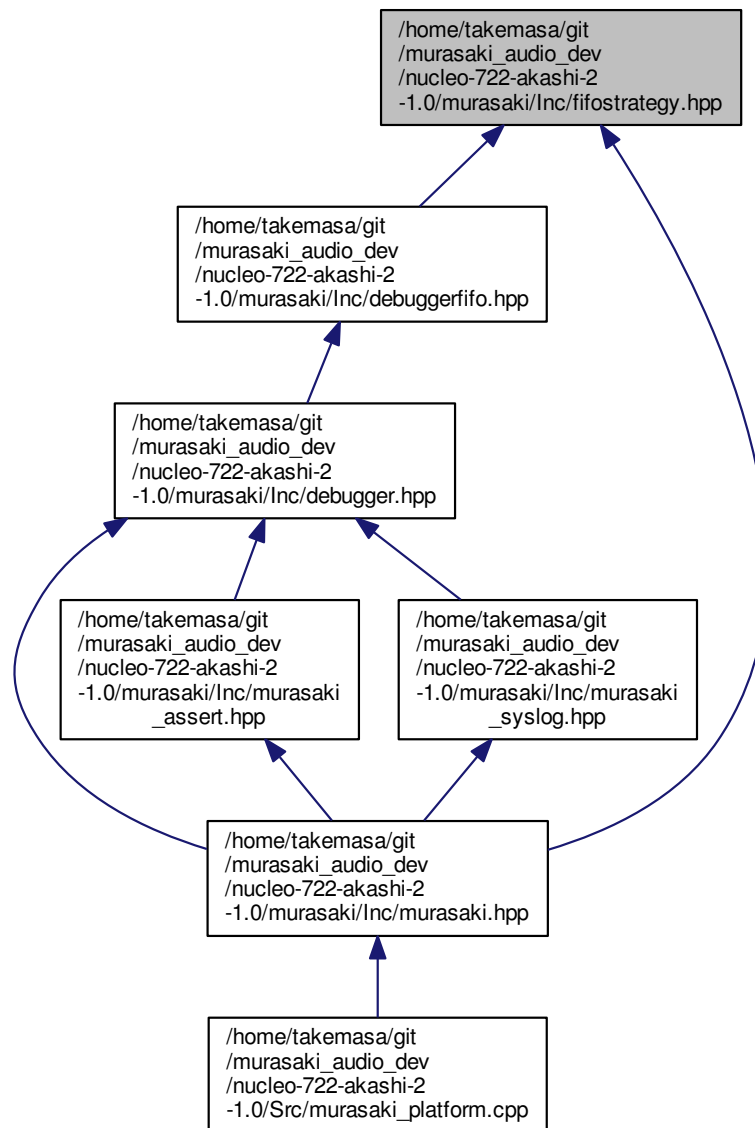 /home/takemasa/git
/murasaki_audio_dev
/nucleo-722-akashi-2
-1.0/murasaki/Inc/fifostrategy.hpp
/home/takemasa/git
/murasaki_audio_dev
/nucleo-722-akashi-2
-1.0/murasaki/Inc/debuggerfifo.hpp
/home/takemasa/git
/murasaki_audio_dev
/nucleo-722-akashi-2
-1.0/murasaki/Inc/debugger.hpp
/home/takemasa/git
/murasaki_audio_dev
/nucleo-722-akashi-2
-1.0/murasaki/Inc/murasaki
_assert.hpp
/home/takemasa/git
/murasaki_audio_dev
/nucleo-722-akashi-2
-1.0/murasaki/Inc/murasaki
_syslog.hpp
/home/takemasa/git
/murasaki_audio_dev
/nucleo-722-akashi-2
-1.0/murasaki/Inc/murasaki.hpp
/home/takemasa/git
/murasaki_audio_dev
/nucleo-722-akashi-2
-1.0/Src/murasaki_platform.cpp